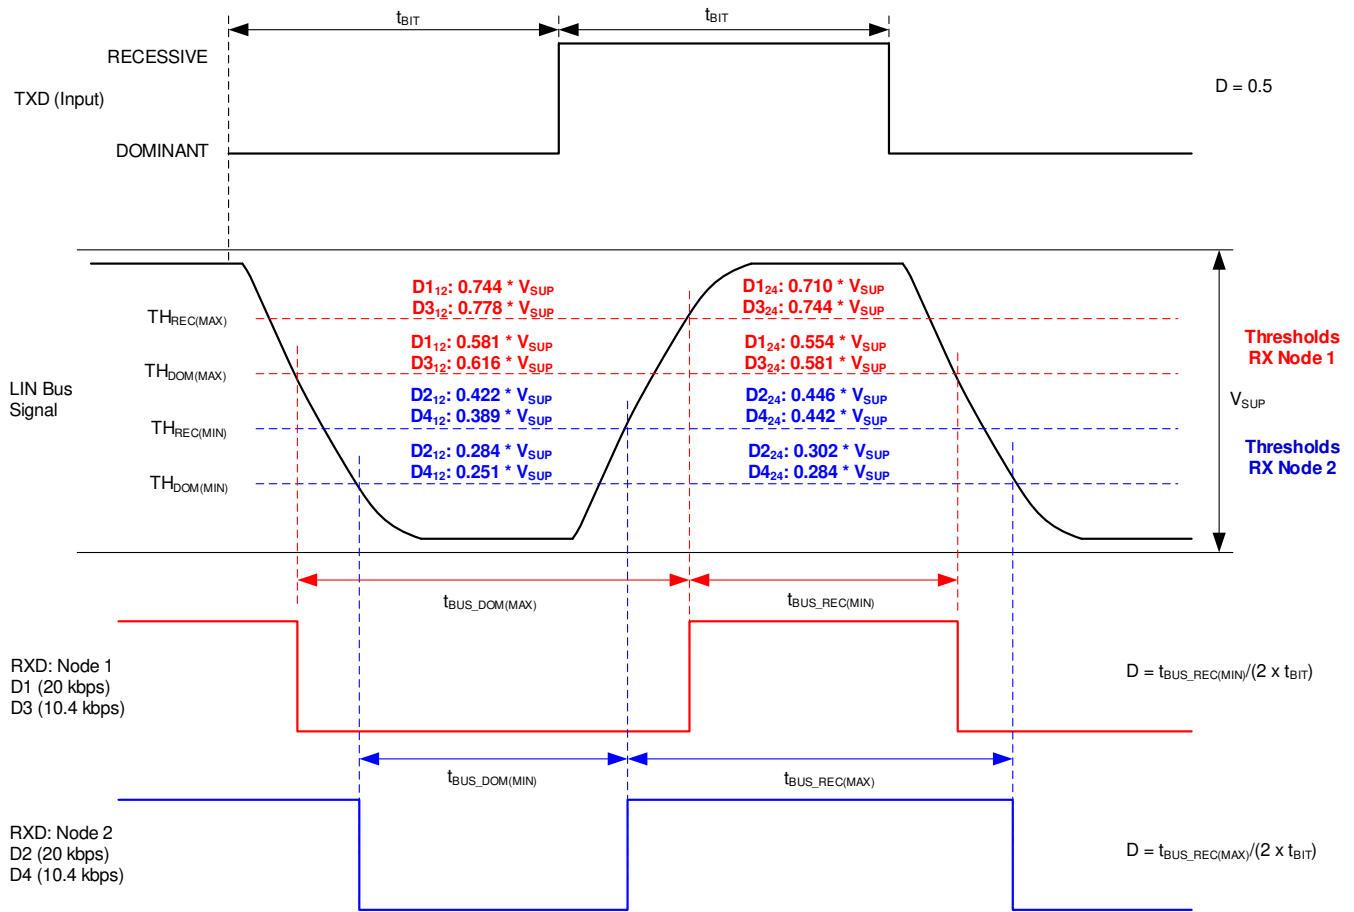 tBIT
tBIT
RECESSIVE
TXD (Input)
D = 0.5
DOMINANT
D112: 0.744 * VSUP
D312: 0.778 * VSUP
D124: 0.710 * VSUP
D324: 0.744 * VSUP
THREC(MAX)
D112: 0.581 * VSUP
D312: 0.616 * VSUP
D124: 0.554 * VSUP
D324: 0.581 * VSUP
Thresholds
RX Node 1
THDOM(MAX)
LIN Bus
Signal
D212: 0.422 * VSUP
D412: 0.389 * VSUP
D224: 0.446 * VSUP
D424: 0.442 * VSUP
VSUP
THREC(MIN)
D212: 0.284 * VSUP
D412: 0.251 * VSUP
D224: 0.302 * VSUP
D424: 0.284 * VSUP
Thresholds
RX Node 2
THDOM(MIN)
tBUS_DOM(MAX)
tBUS_REC(MIN)
RXD: Node 1
D1 (20 kbps)
D3 (10.4 kbps)
D = tBUS_REC(MIN)/(2 x tBIT)
tBUS_DOM(MIN)
tBUS_REC(MAX)
RXD: Node 2
D2 (20 kbps)
D4 (10.4 kbps)
D = tBUS_REC(MAX)/(2 x tBIT)